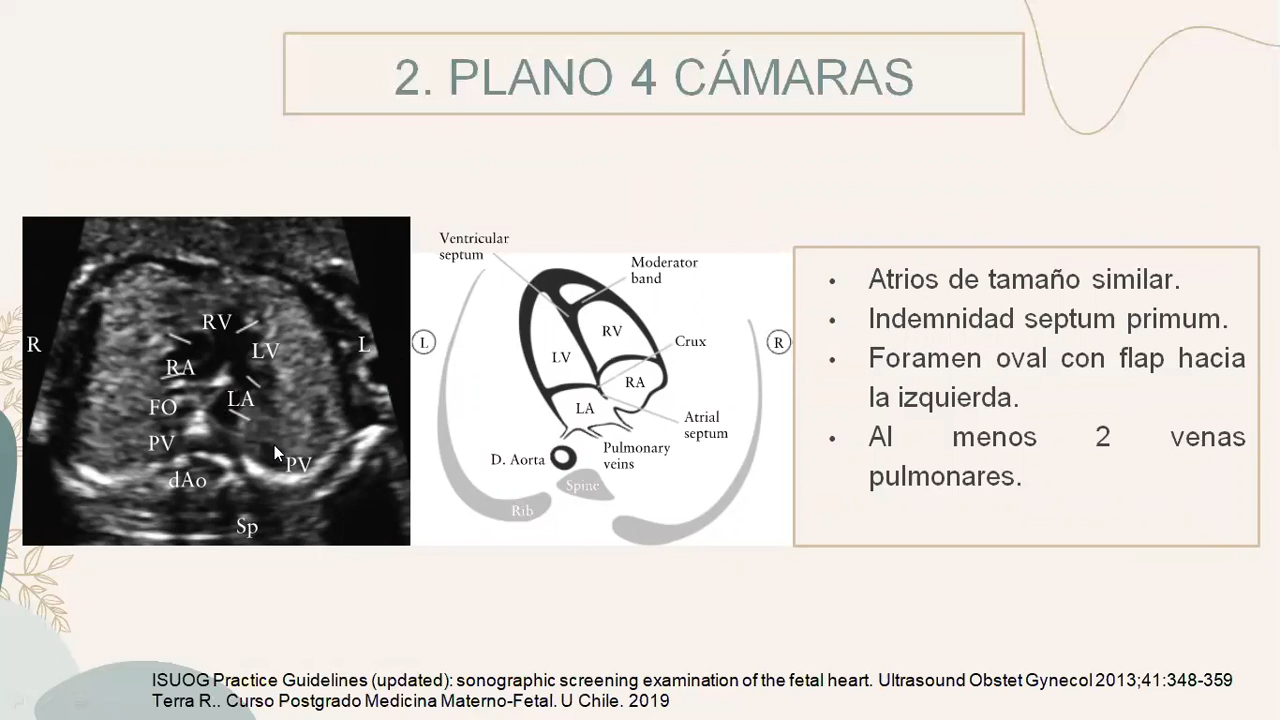 2. PLANO 4 CÁMARAS
R
L
RV
LV
RA
LA
FO
PV
PV
dAo
Sp
Ventricular
septum
Moderator
band
L
R
RV
Crux
LV
RA
LA
Atrial
septum
Pulmonary
veins
D. Aorta
Spine
Rib
• Atrios de tamaño similar.
• Indemnidad septum primum.
• Foramen oval con flap hacia
la izquierda.
• Al menos 2 venas
pulmonares.
ISUOG Practice Guidelines (updated): sonographic screening examination of the fetal heart. Ultrasound Obstet Gynecol 2013;41:348-359
Terra R.. Curso Postgrado Medicina Materno-Fetal. U Chile. 2019